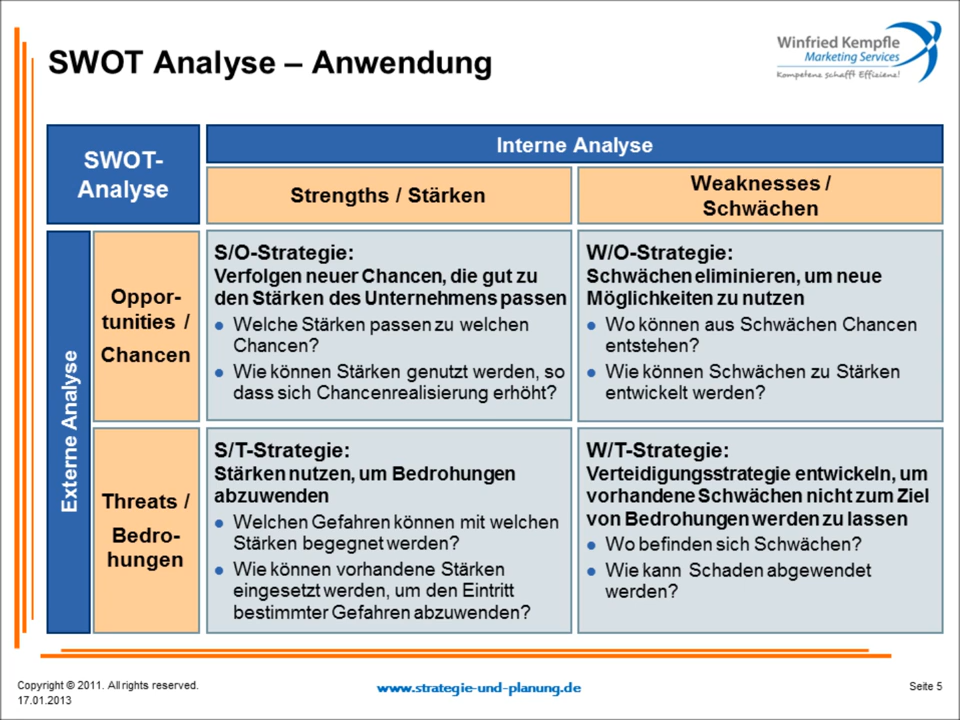 SWOT Analyse – Anwendung
Winfried Kempfle
Marketing Services
Kompetenz schafft Effizienz!
SWOT-
Analyse
Interne Analyse
Strengths / Stärken
Weaknesses /
Schwächen
Externe Analyse
Oppor-
tunities /
Chancen
S/O-Strategie:
Verfolgen neuer Chancen, die gut zu
den Stärken des Unternehmens passen
● Welche Stärken passen zu welchen
Chancen?
● Wie können Stärken genutzt werden, so
dass sich Chancenrealisierung erhöht?
W/O-Strategie:
Schwächen eliminieren, um neue
Möglichkeiten zu nutzen
● Wo können aus Schwächen Chancen
entstehen?
● Wie können Schwächen zu Stärken
entwickelt werden?
Threats /
Bedro-
hungen
S/T-Strategie:
Stärken nutzen, um Bedrohungen
abzuwenden
● Welchen Gefahren können mit welchen
Stärken begegnet werden?
● Wie können vorhandene Stärken
eingesetzt werden, um den Eintritt
bestimmter Gefahren abzuwenden?
W/T-Strategie:
Verteidigungsstrategie entwickeln, um
vorhandene Schwächen nicht zum Ziel
von Bedrohungen werden zu lassen
● Wo befinden sich Schwächen?
● Wie kann Schaden abgewendet
werden?
Copyright © 2011. All rights reserved.
17.01.2013
www.strategie-und-planung.de
Seite 5